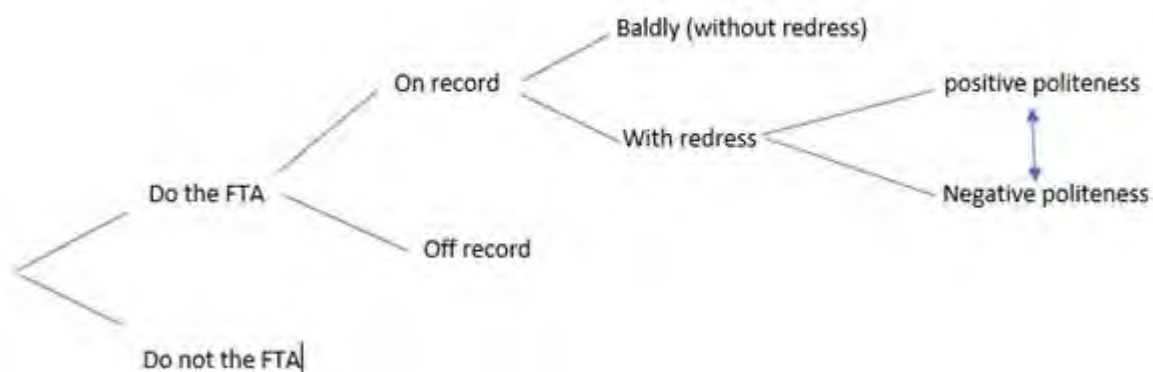 Baldly (without redress)
On record
positive politeness
With redress
Do the FTA
Negative politeness
Off record
Do not the FTA